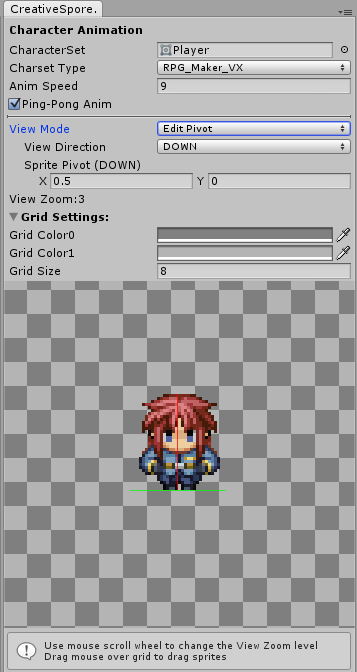 CreativeSpore.
Character Animation
CharacterSet Player
Charset Type RPG_Maker_VX
Anim Speed 9
Ping-Pong Anim
View Mode Edit Pivot
View Direction DOWN
Sprite Pivot (DOWN)
X 0.5 Y 0
View Zoom:3
Grid Settings:
Grid Color0
Grid Color1
Grid Size 8
Use mouse scroll wheel to change the View Zoom level
Drag mouse over grid to drag sprites